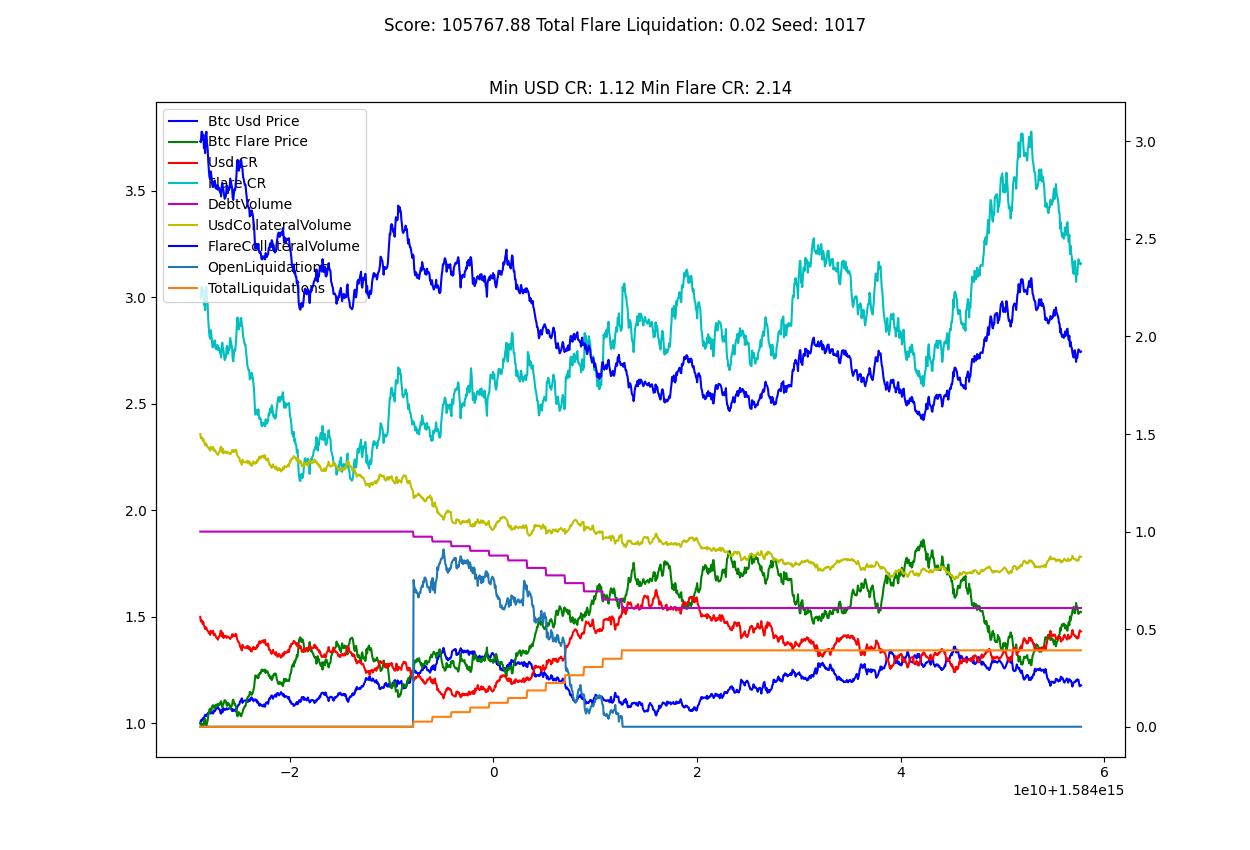 Score: 105767.88 Total Flare Liquidation: 0.02 Seed: 1017
Min USD CR: 1.12 Min Flare CR: 2.14
Btc Usd Price
Btc Flare Price
Usd CR
Flare CR
DebtVolume
UsdCollateralVolume
FlareCollateralVolume
OpenLiquidations
TotalLiquidations
3.5
3.0
2.5
2.0
1.5
1.0
3.0
2.5
2.0
1.5
1.0
0.5
0.0
−2
0
2
4
6
1e10+1.584e15